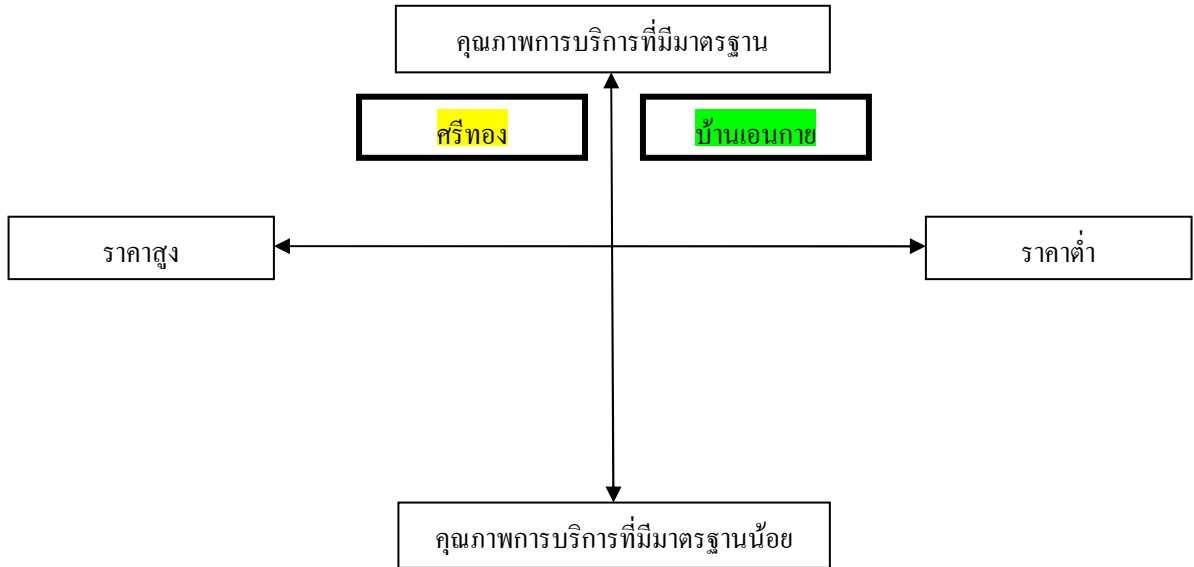 คุณภาพการบริการที่มีมาตรฐาน
ศรีทอง
บ้านเอนกาย
ราคาสูง
ราคาต่ำ
คุณภาพการบริการที่มีมาตรฐานน้อย